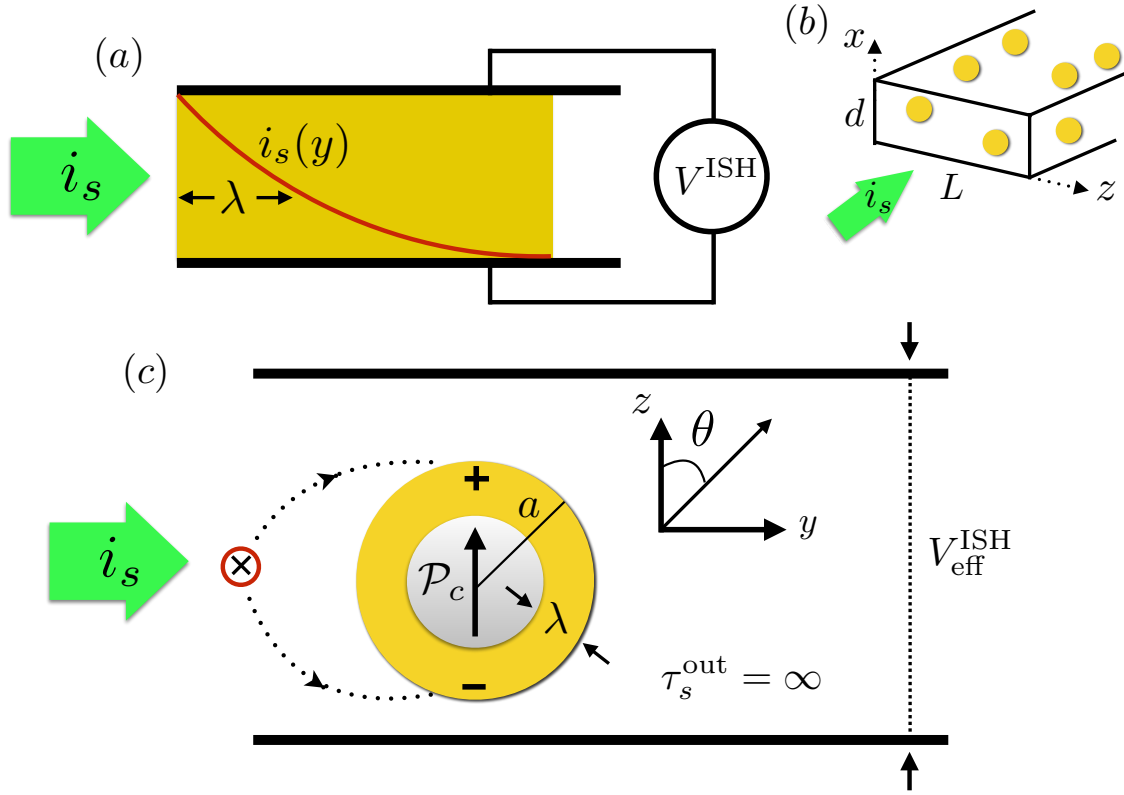 (a)
i_s
i_s(y)
λ
V^ISH
(b)
x
d
L
z
i_s
(c)
i_s
×
+
a
𝒫_c
λ
−
z
θ
y
τ_s^out = ∞
V_eff^ISH